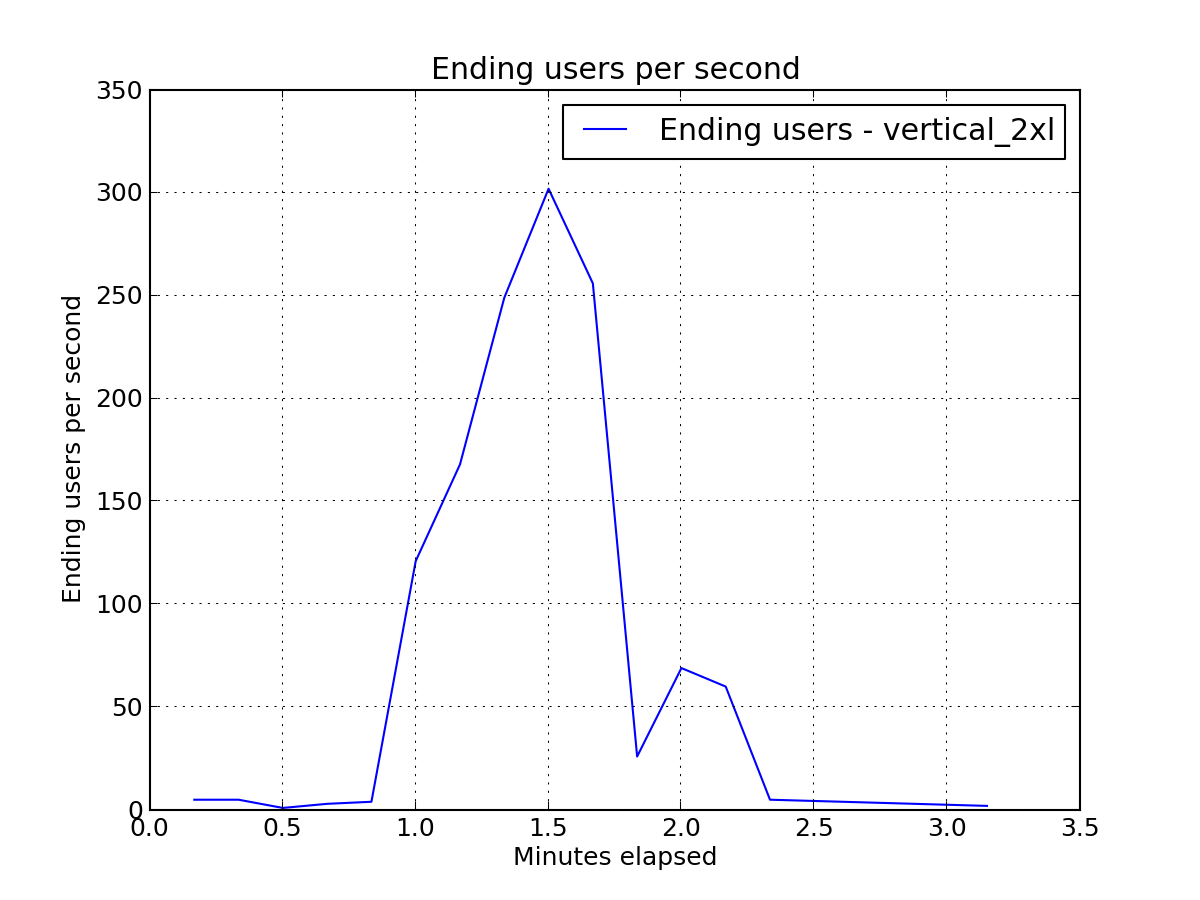 Ending users per second
Ending users - vertical_2xl
Ending users per second
350
300
250
200
150
100
50
0
0.0 0.5 1.0 1.5 2.0 2.5 3.0 3.5
Minutes elapsed